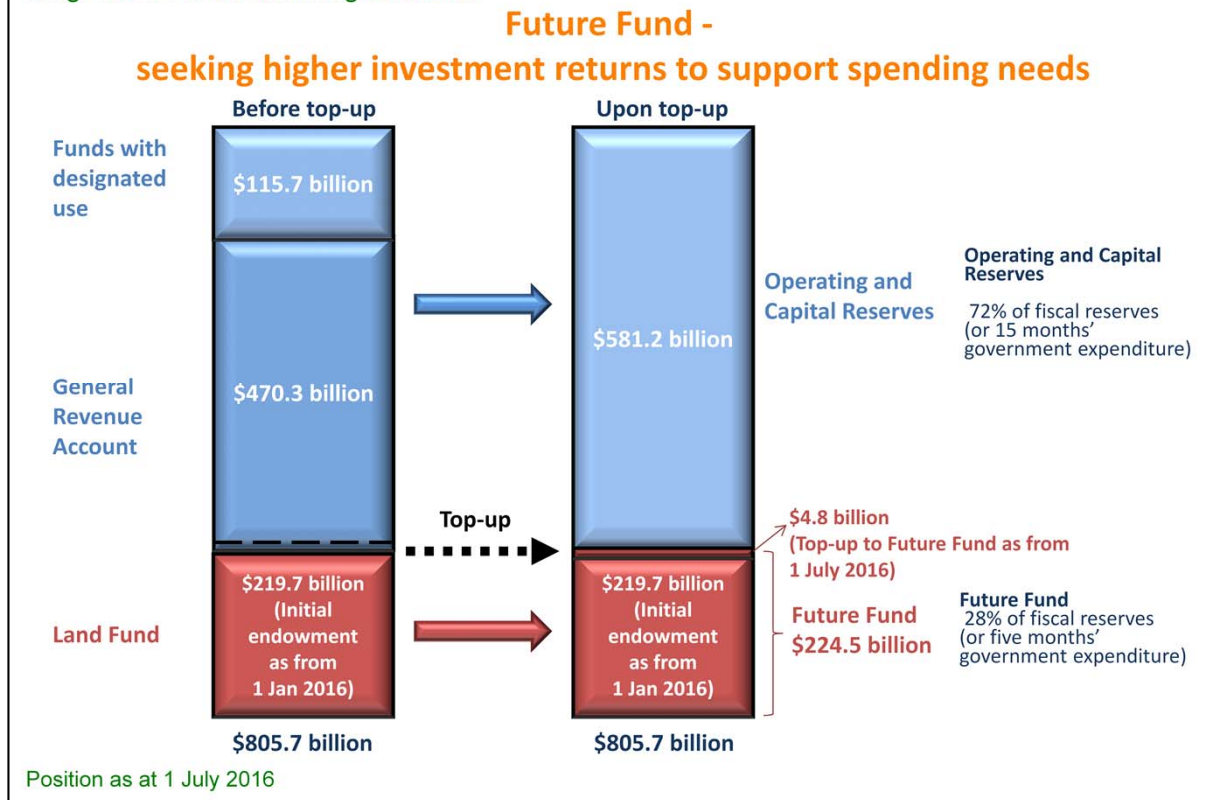 Future Fund -
seeking higher investment returns to support spending needs
Before top-up
Upon top-up
Funds with
designated
use
$115.7 billion
General
Revenue
Account
$470.3 billion
$581.2 billion
Operating and
Capital Reserves
Operating and Capital
Reserves
72% of fiscal reserves
(or 15 months’
government expenditure)
Top-up
$4.8 billion
(Top-up to Future Fund as from
1 July 2016)
Land Fund
$219.7 billion
(Initial
endowment
as from
1 Jan 2016)
$219.7 billion
(Initial
endowment
as from
1 Jan 2016)
Future Fund
$224.5 billion
Future Fund
28% of fiscal reserves
(or five months’
government expenditure)
$805.7 billion
$805.7 billion
Position as at 1 July 2016